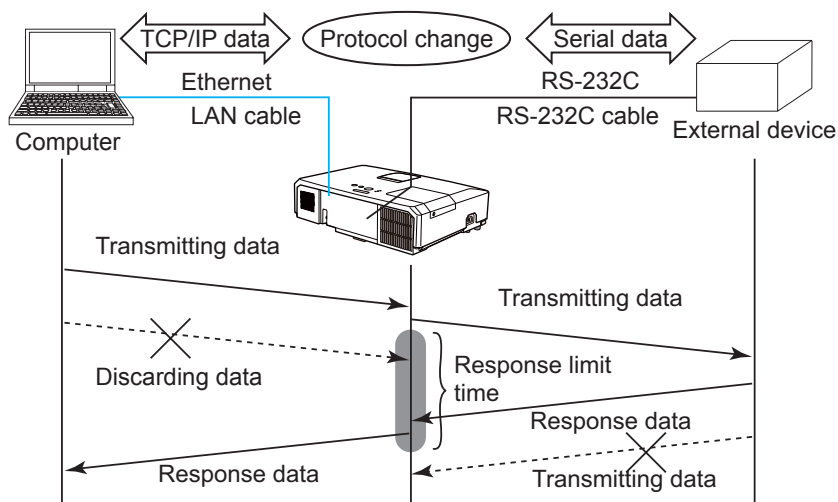 TCP/IP data
Protocol change
Serial data
Ethernet
RS-232C
LAN cable
RS-232C cable
Computer
External device
Transmitting data
Transmitting data
Discarding data
Response limit
time
Response data
Response data
Transmitting data